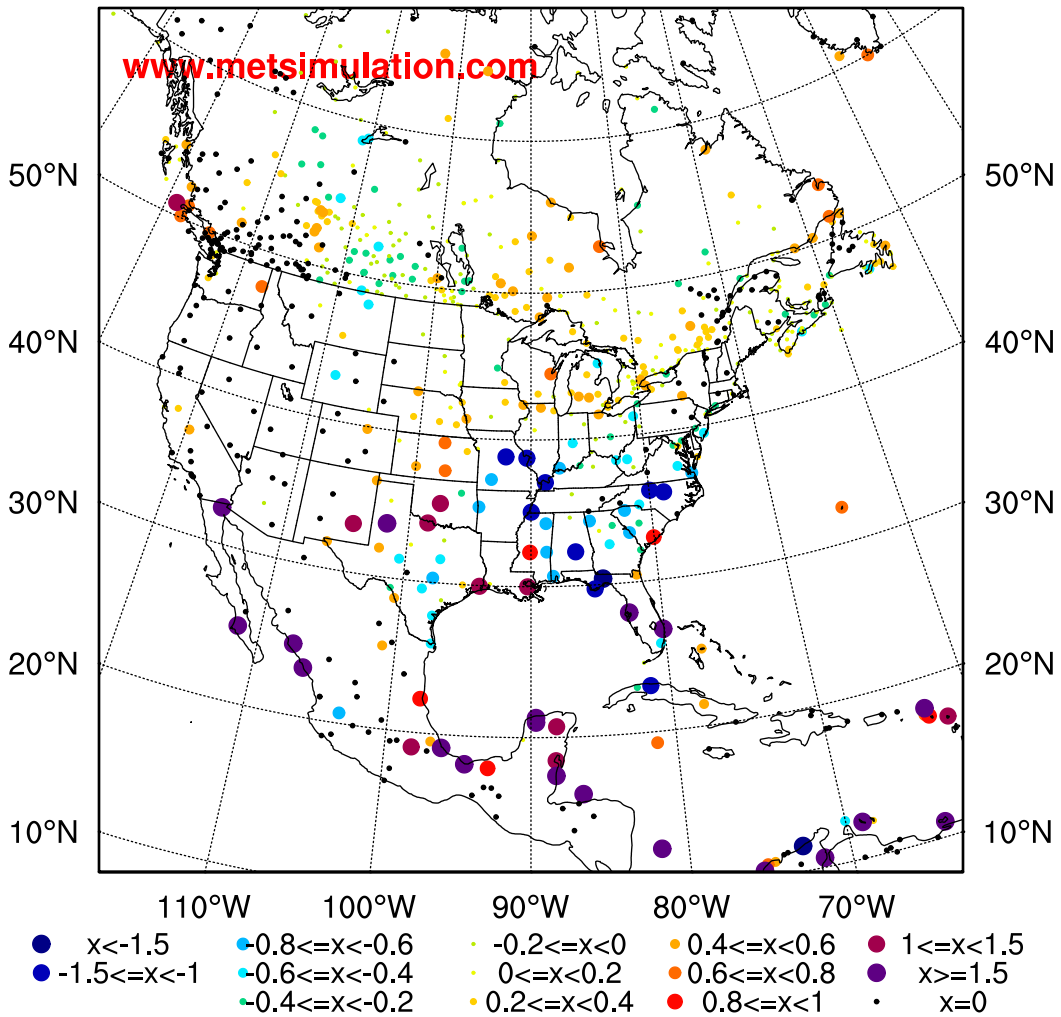 www.metsimulation.com
50°N 50°N
40°N 40°N
30°N 30°N
20°N 20°N
10°N 10°N
110°W 100°W 90°W 80°W 70°W
x<-1.5 -0.8<=x<-0.6 -0.2<=x<0 0.4<=x<0.6 1<=x<1.5
-1.5<=x<-1 -0.6<=x<-0.4 0<=x<0.2 0.6<=x<0.8 x>=1.5
-0.4<=x<-0.2 0.2<=x<0.4 0.8<=x<1 x=0